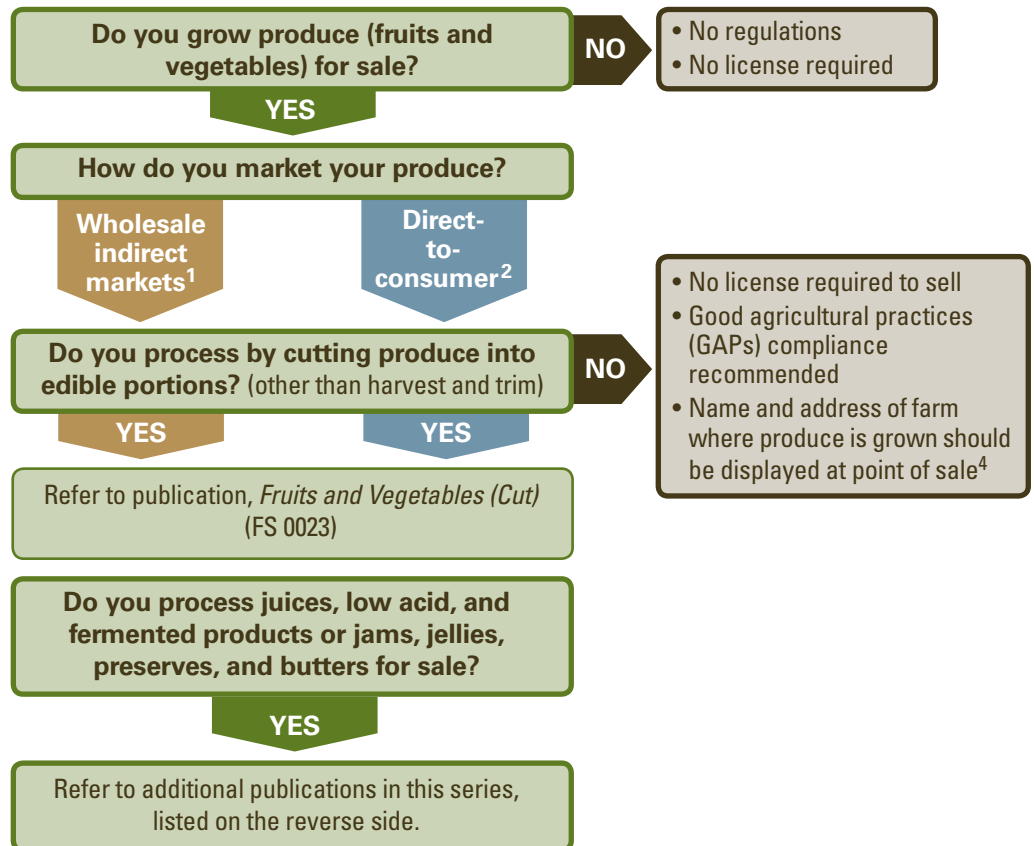 Do you grow produce (fruits and
vegetables) for sale?
NO
• No regulations
• No license required
YES
How do you market your produce?
Wholesale
indirect
markets1
Direct-
to-
consumer2
Do you process by cutting produce into
edible portions? (other than harvest and trim)
NO
• No license required to sell
• Good agricultural practices
(GAPs) compliance
recommended
• Name and address of farm
where produce is grown should
be displayed at point of sale4
YES
YES
Refer to publication, Fruits and Vegetables (Cut)
(FS 0023)
Do you process juices, low acid, and
fermented products or jams, jellies,
preserves, and butters for sale?
YES
Refer to additional publications in this series,
listed on the reverse side.